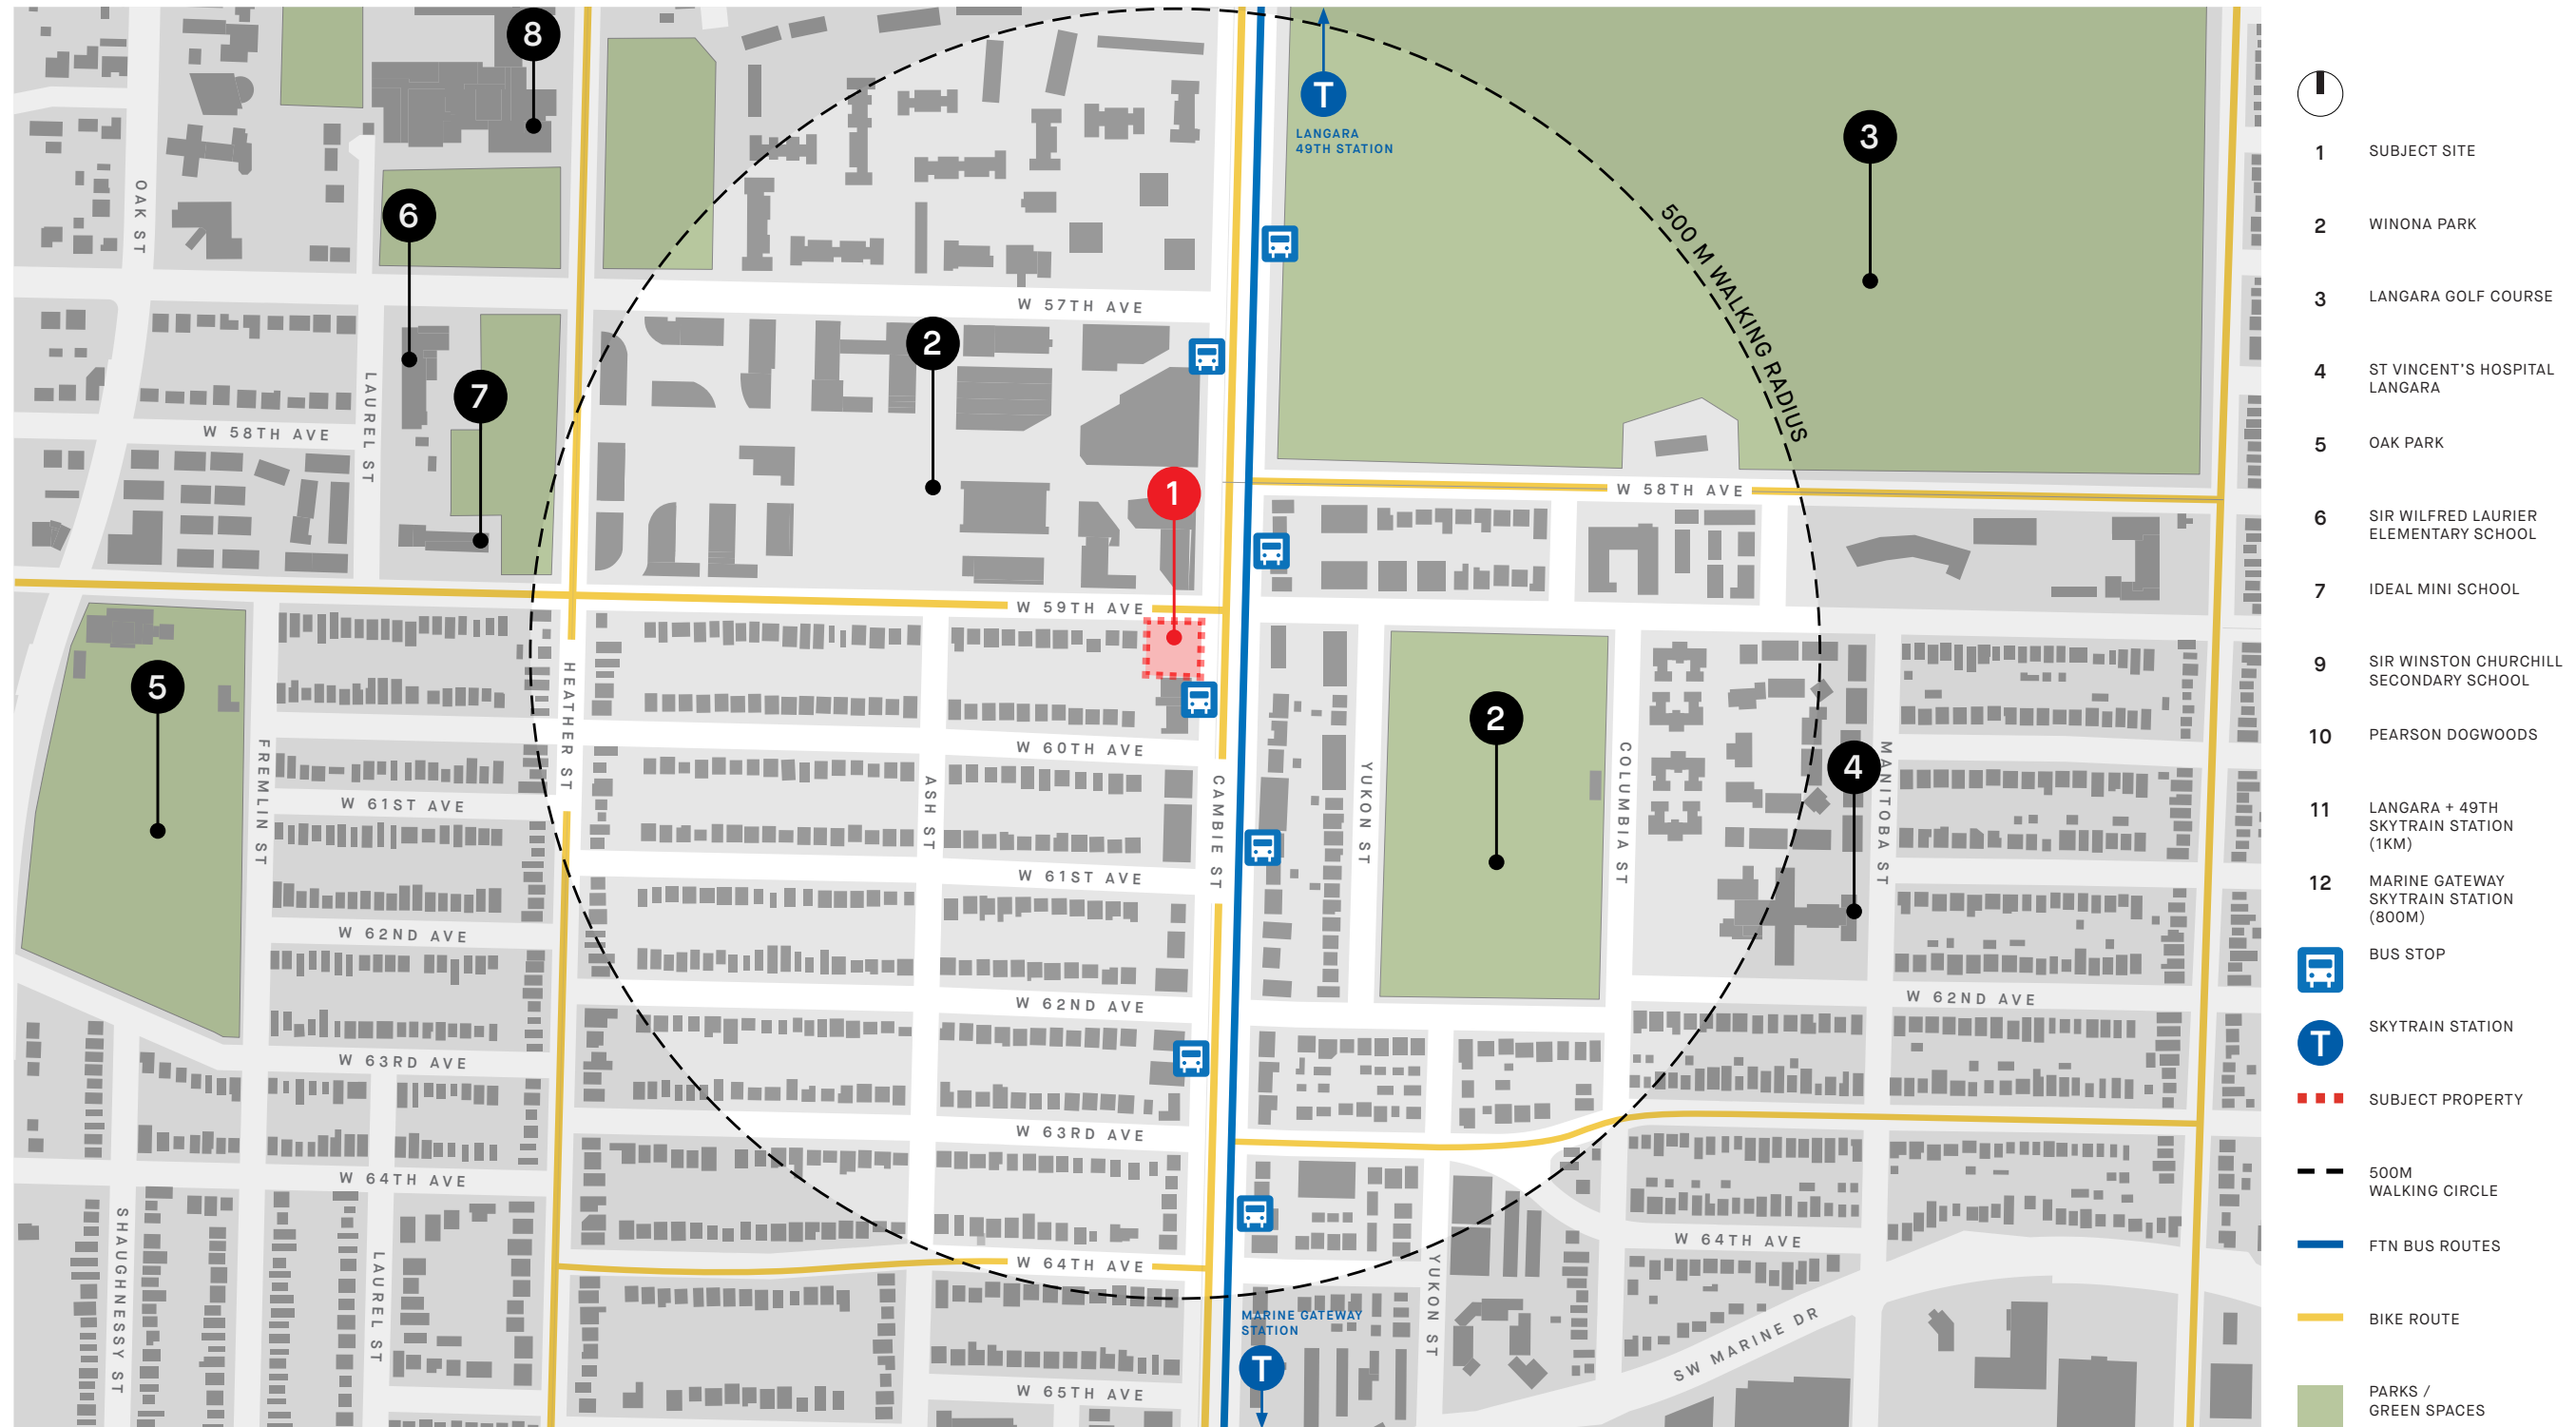 8
T
LANGARA
49TH STATION
3
OAK ST
6
500 M WALKING RADIUS
W 57TH AVE
2
7
LAUREL ST
W 58TH AVE
1
W 58TH AVE
W 59TH AVE
5
HEATHER ST
2
FREMLIN ST
W 60TH AVE
ASH ST
CAMBIE ST
YUKON ST
COLUMBIA ST
4
MANITOBA ST
W 61ST AVE
W 61ST AVE
W 62ND AVE
W 62ND AVE
W 62ND AVE
W 63RD AVE
W 63RD AVE
W 64TH AVE
W 64TH AVE
W 64TH AVE
SHAUGHNESSY ST
LAUREL ST
YUKON ST
MARINE GATEWAY
STATION
T
SW MARINE DR
W 65TH AVE
1 SUBJECT SITE
2 WINONA PARK
3 LANGARA GOLF COURSE
4 ST VINCENT'S HOSPITAL
LANGARA
5 OAK PARK
6 SIR WILFRED LAURIER
ELEMENTARY SCHOOL
7 IDEAL MINI SCHOOL
9 SIR WINSTON CHURCHILL
SECONDARY SCHOOL
10 PEARSON DOGWOODS
11 LANGARA + 49TH
SKYTRAIN STATION
(1KM)
12 MARINE GATEWAY
SKYTRAIN STATION
(800M)
BUS STOP
T SKYTRAIN STATION
SUBJECT PROPERTY
500M
WALKING CIRCLE
FTN BUS ROUTES
BIKE ROUTE
PARKS /
GREEN SPACES